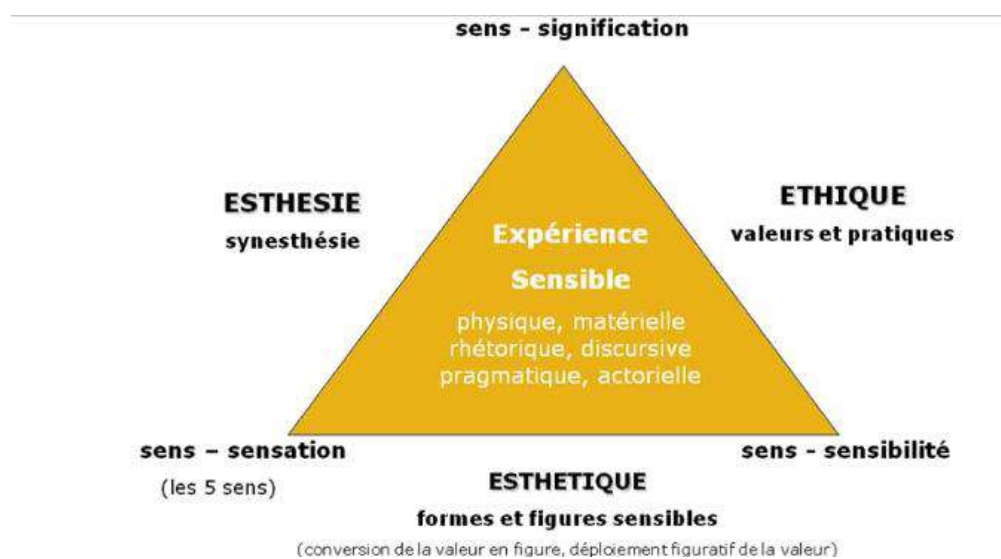 sens - signification
ESTHESIE
synesthésie
ETHIQUE
valeurs et pratiques
Expérience
Sensible
physique, matérielle
rhétorique, discursive
pragmatique, actorielle
sens – sensation
(les 5 sens)
sens - sensibilité
ESTHETIQUE
formes et figures sensibles
(conversion de la valeur en figure, déploiement figuratif de la valeur)